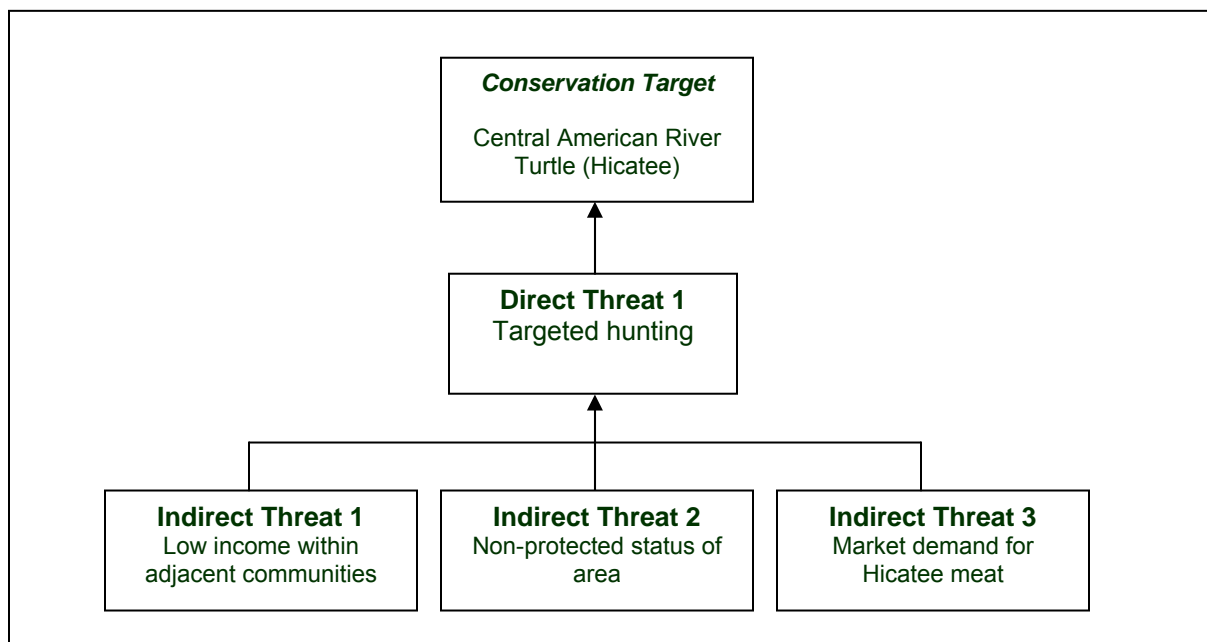 Conservation Target
Central American River
Turtle (Hicatee)
Direct Threat 1
Targeted hunting
Indirect Threat 1
Low income within
adjacent communities
Indirect Threat 2
Non-protected status of
area
Indirect Threat 3
Market demand for
Hicatee meat